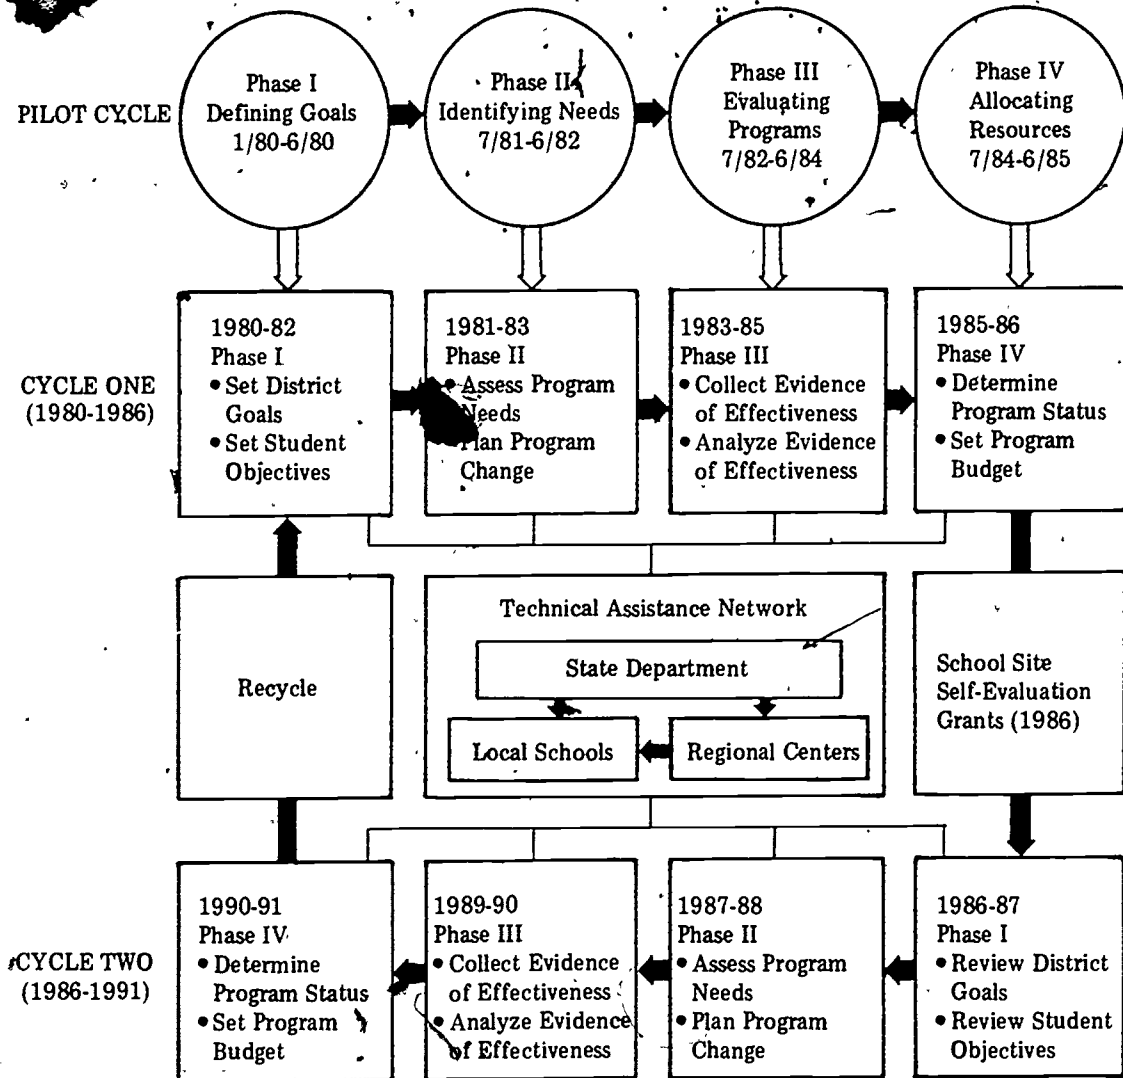 PILOT CYCLE
Phase I
Defining Goals
1/80-6/80
Phase II
Identifying Needs
7/81-6/82
Phase III
Evaluating
Programs
7/82-6/84
Phase IV
Allocating
Resources
7/84-6/85
CYCLE ONE
(1980-1986)
1980-82
Phase I
• Set District
Goals
• Set Student
Objectives
1981-83
Phase II
• Assess Program
Needs
Plan Program
Change
1983-85
Phase III
• Collect Evidence
of Effectiveness
• Analyze Evidence
of Effectiveness
1985-86
Phase IV
• Determine
Program Status
• Set Program
Budget
Recycle
Technical Assistance Network
State Department
Local Schools
Regional Centers
School Site
Self-Evaluation
Grants (1986)
CYCLE TWO
(1986-1991)
1990-91
Phase IV
• Determine
Program Status
• Set Program
Budget
1989-90
Phase III
• Collect Evidence
of Effectiveness
• Analyze Evidence
of Effectiveness
1987-88
Phase II
• Assess Program
Needs
• Plan Program
Change
1986-87
Phase I
• Review District
Goals
• Review Student
Objectives